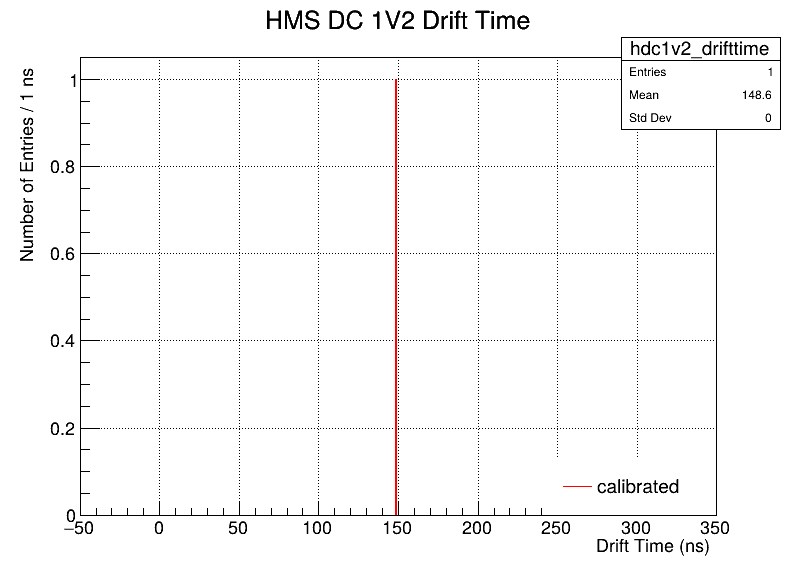 HMS DC 1V2 Drift Time
hdc1v2_drifttime
Entries 1
Mean 148.6
Std Dev 0
Number of Entries / 1 ns
1
0.8
0.6
0.4
0.2
0
calibrated
−50 0 50 100 150 200 250 300 350
Drift Time (ns)